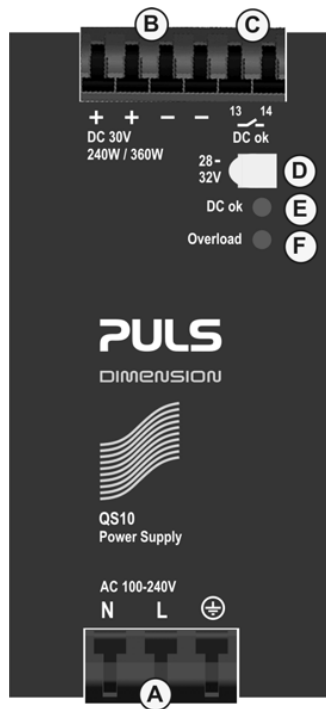 B C
+ + − − 13 14
DC 30V DC ok
240W / 360W
28-
32V D
DC ok E
Overload F
PULS
DIMENSION
QS10
Power Supply
AC 100-240V
N L
A